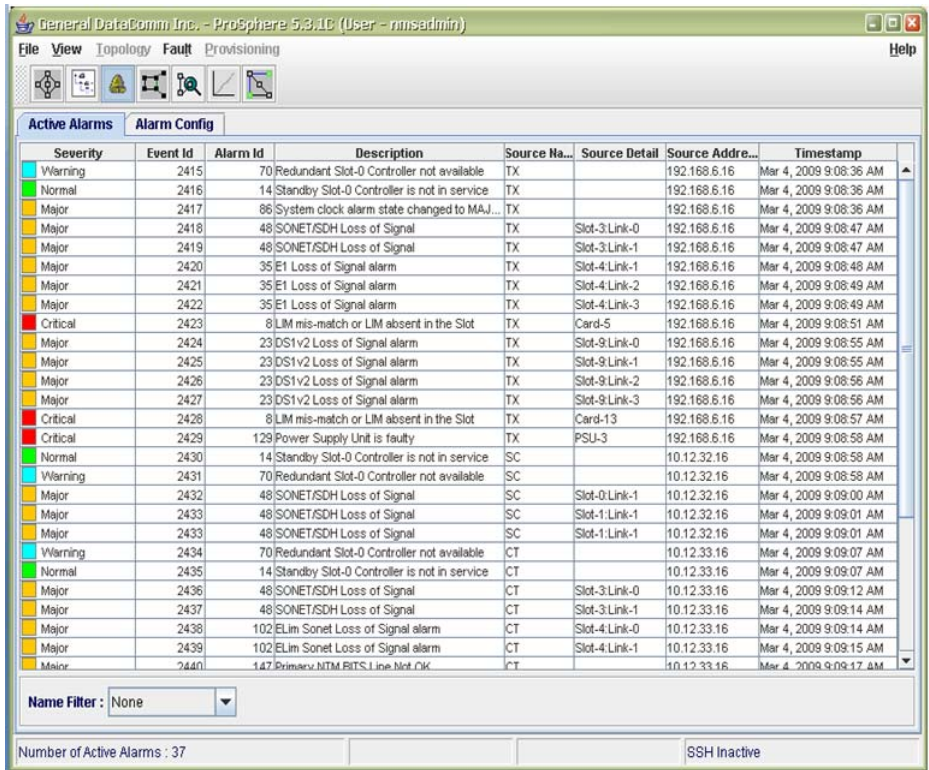 General DataComm Inc. - ProSphere 5.3.1C (User - nmsadmin)
File View Topology Fault Provisioning Help
Active Alarms Alarm Config
Severity Event Id Alarm Id Description Source Na... Source Detail Source Addre... Timestamp
Warning 2415 70 Redundant Slot-0 Controller not available TX 192.168.6.16 Mar 4, 2009 9:08:36 AM
Normal 2416 14 Standby Slot-0 Controller is not in service TX 192.168.6.16 Mar 4, 2009 9:08:36 AM
Major 2417 86 System clock alarm state changed to MAJ... TX 192.168.6.16 Mar 4, 2009 9:08:36 AM
Major 2418 48 SONET/SDH Loss of Signal TX Slot-3:Link-0 192.168.6.16 Mar 4, 2009 9:08:47 AM
Major 2419 48 SONET/SDH Loss of Signal TX Slot-3:Link-1 192.168.6.16 Mar 4, 2009 9:08:47 AM
Major 2420 35 E1 Loss of Signal alarm TX Slot-4:Link-1 192.168.6.16 Mar 4, 2009 9:08:48 AM
Major 2421 35 E1 Loss of Signal alarm TX Slot-4:Link-2 192.168.6.16 Mar 4, 2009 9:08:49 AM
Major 2422 35 E1 Loss of Signal alarm TX Slot-4:Link-3 192.168.6.16 Mar 4, 2009 9:08:49 AM
Critical 2423 8 LIM mis-match or LIM absent in the Slot TX Card-5 192.168.6.16 Mar 4, 2009 9:08:51 AM
Major 2424 23 DS1v2 Loss of Signal alarm TX Slot-9:Link-0 192.168.6.16 Mar 4, 2009 9:08:55 AM
Major 2425 23 DS1v2 Loss of Signal alarm TX Slot-9:Link-1 192.168.6.16 Mar 4, 2009 9:08:55 AM
Major 2426 23 DS1v2 Loss of Signal alarm TX Slot-9:Link-2 192.168.6.16 Mar 4, 2009 9:08:56 AM
Major 2427 23 DS1v2 Loss of Signal alarm TX Slot-9:Link-3 192.168.6.16 Mar 4, 2009 9:08:56 AM
Critical 2428 8 LIM mis-match or LIM absent in the Slot TX Card-13 192.168.6.16 Mar 4, 2009 9:08:57 AM
Critical 2429 129 Power Supply Unit is faulty TX PSU-3 192.168.6.16 Mar 4, 2009 9:08:58 AM
Normal 2430 14 Standby Slot-0 Controller is not in service SC 10.12.32.16 Mar 4, 2009 9:08:58 AM
Warning 2431 70 Redundant Slot-0 Controller not available SC 10.12.32.16 Mar 4, 2009 9:08:58 AM
Major 2432 48 SONET/SDH Loss of Signal SC Slot-0:Link-1 10.12.32.16 Mar 4, 2009 9:09:00 AM
Major 2433 48 SONET/SDH Loss of Signal SC Slot-1:Link-1 10.12.32.16 Mar 4, 2009 9:09:01 AM
Major 2433 48 SONET/SDH Loss of Signal SC Slot-1:Link-1 10.12.32.16 Mar 4, 2009 9:09:01 AM
Warning 2434 70 Redundant Slot-0 Controller not available CT 10.12.33.16 Mar 4, 2009 9:09:07 AM
Normal 2435 14 Standby Slot-0 Controller is not in service CT 10.12.33.16 Mar 4, 2009 9:09:07 AM
Major 2436 48 SONET/SDH Loss of Signal CT Slot-3:Link-0 10.12.33.16 Mar 4, 2009 9:09:12 AM
Major 2437 48 SONET/SDH Loss of Signal CT Slot-3:Link-1 10.12.33.16 Mar 4, 2009 9:09:14 AM
Major 2438 102 ELim Sonet Loss of Signal alarm CT Slot-4:Link-0 10.12.33.16 Mar 4, 2009 9:09:14 AM
Major 2439 102 ELim Sonet Loss of Signal alarm CT Slot-4:Link-1 10.12.33.16 Mar 4, 2009 9:09:15 AM
Major 2440 147 Primary NTM BITS Line Not OK CT 10.12.33.16 Mar 4, 2009 9:09:17 AM
Name Filter : None
Number of Active Alarms : 37 SSH Inactive